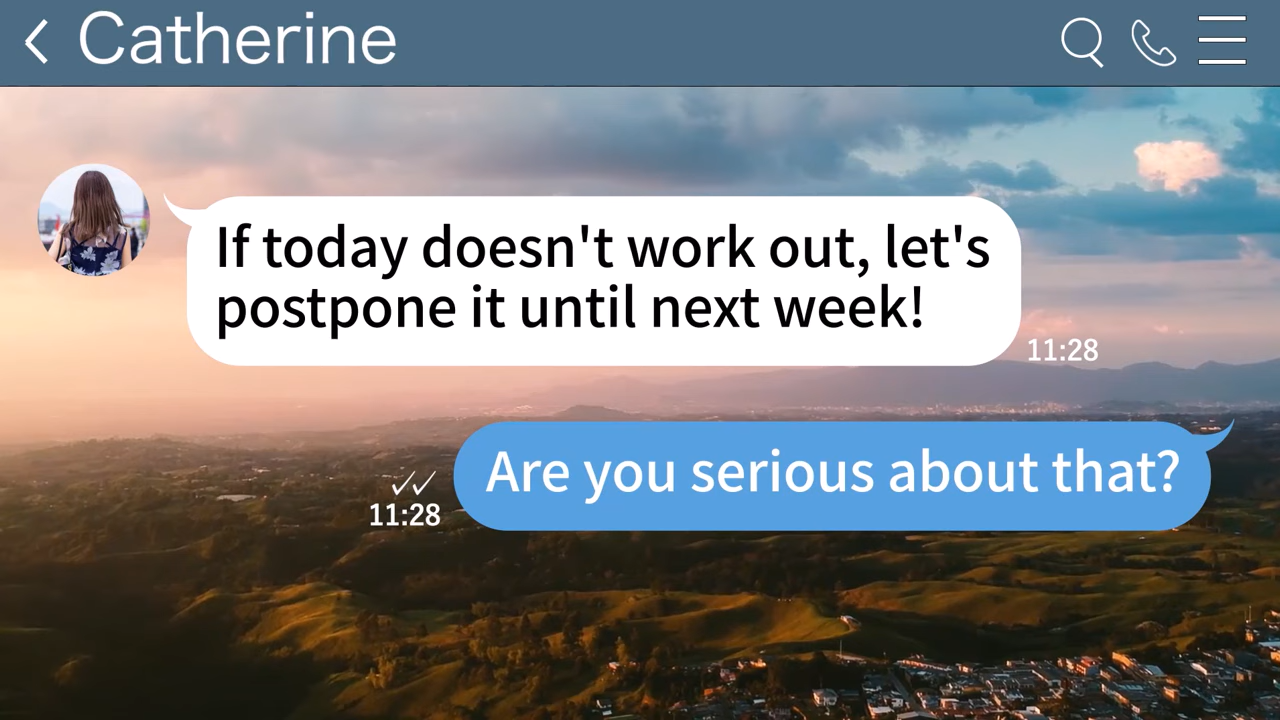 Catherine
If today doesn't work out, let's
postpone it until next week!
11:28
Are you serious about that?
11:28